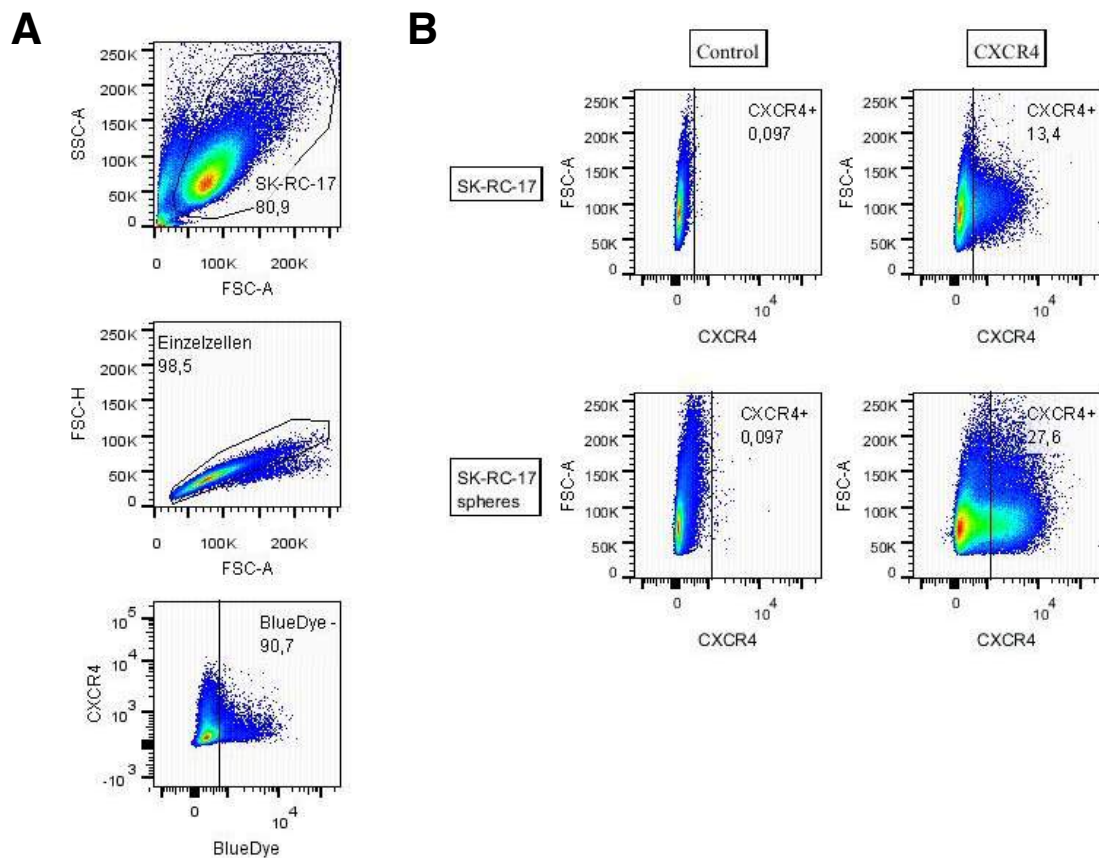 A
250K
200K
150K
100K
50K
0
SSC-A
SK-RC-17
80,9
0 100K 200K
FSC-A
250K
200K
150K
100K
50K
0
FSC-H
Einzelzellen
98,5
0 100K 200K
FSC-A
10^5
10^4
10^3
-10^3
CXCR4
BlueDye -
90,7
0 10^4
BlueDye
B
Control
CXCR4
SK-RC-17
250K
200K
150K
100K
50K
0
FSC-A
CXCR4+
0,097
0 10^4
CXCR4
250K
200K
150K
100K
50K
0
FSC-A
CXCR4+
13,4
0 10^4
CXCR4
SK-RC-17
spheres
250K
200K
150K
100K
50K
0
FSC-A
CXCR4+
0,097
0 10^4
CXCR4
250K
200K
150K
100K
50K
0
FSC-A
CXCR4+
27,6
0 10^4
CXCR4